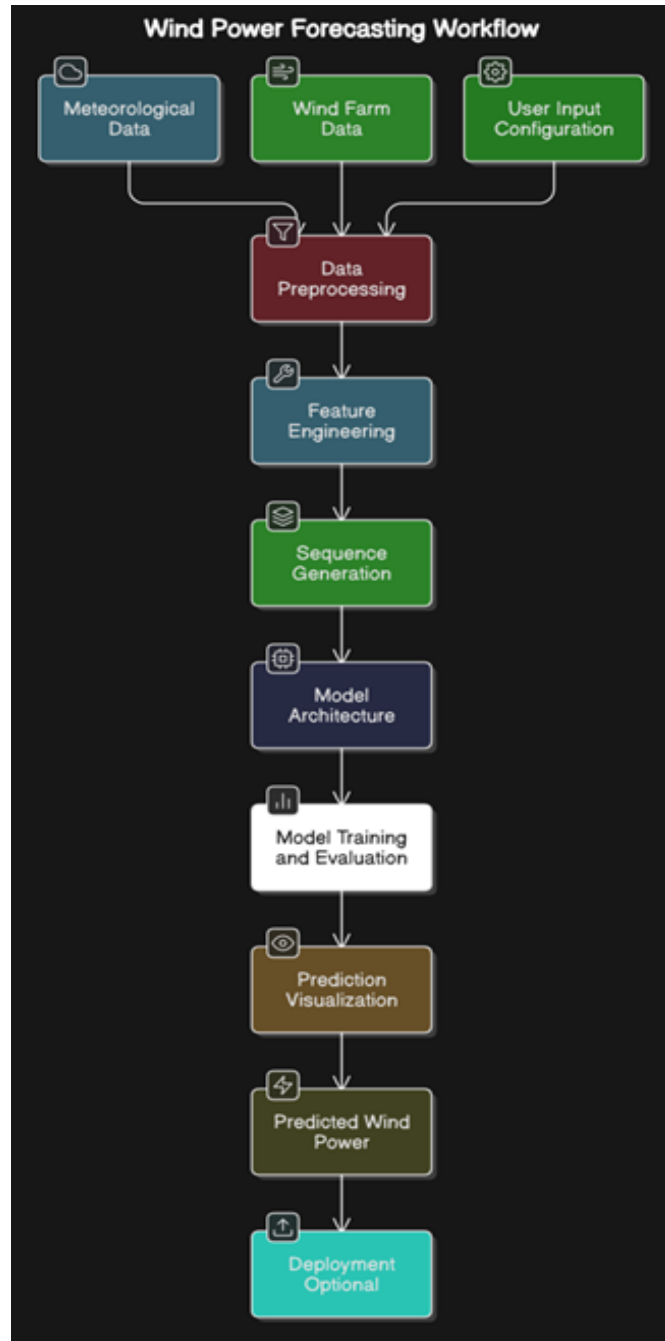 Wind Power Forecasting Workflow
Meteorological
Data
Wind Farm
Data
User Input
Configuration
Data
Preprocessing
Feature
Engineering
Sequence
Generation
Model
Architecture
Model Training
and Evaluation
Prediction
Visualization
Predicted Wind
Power
Deployment
Optional